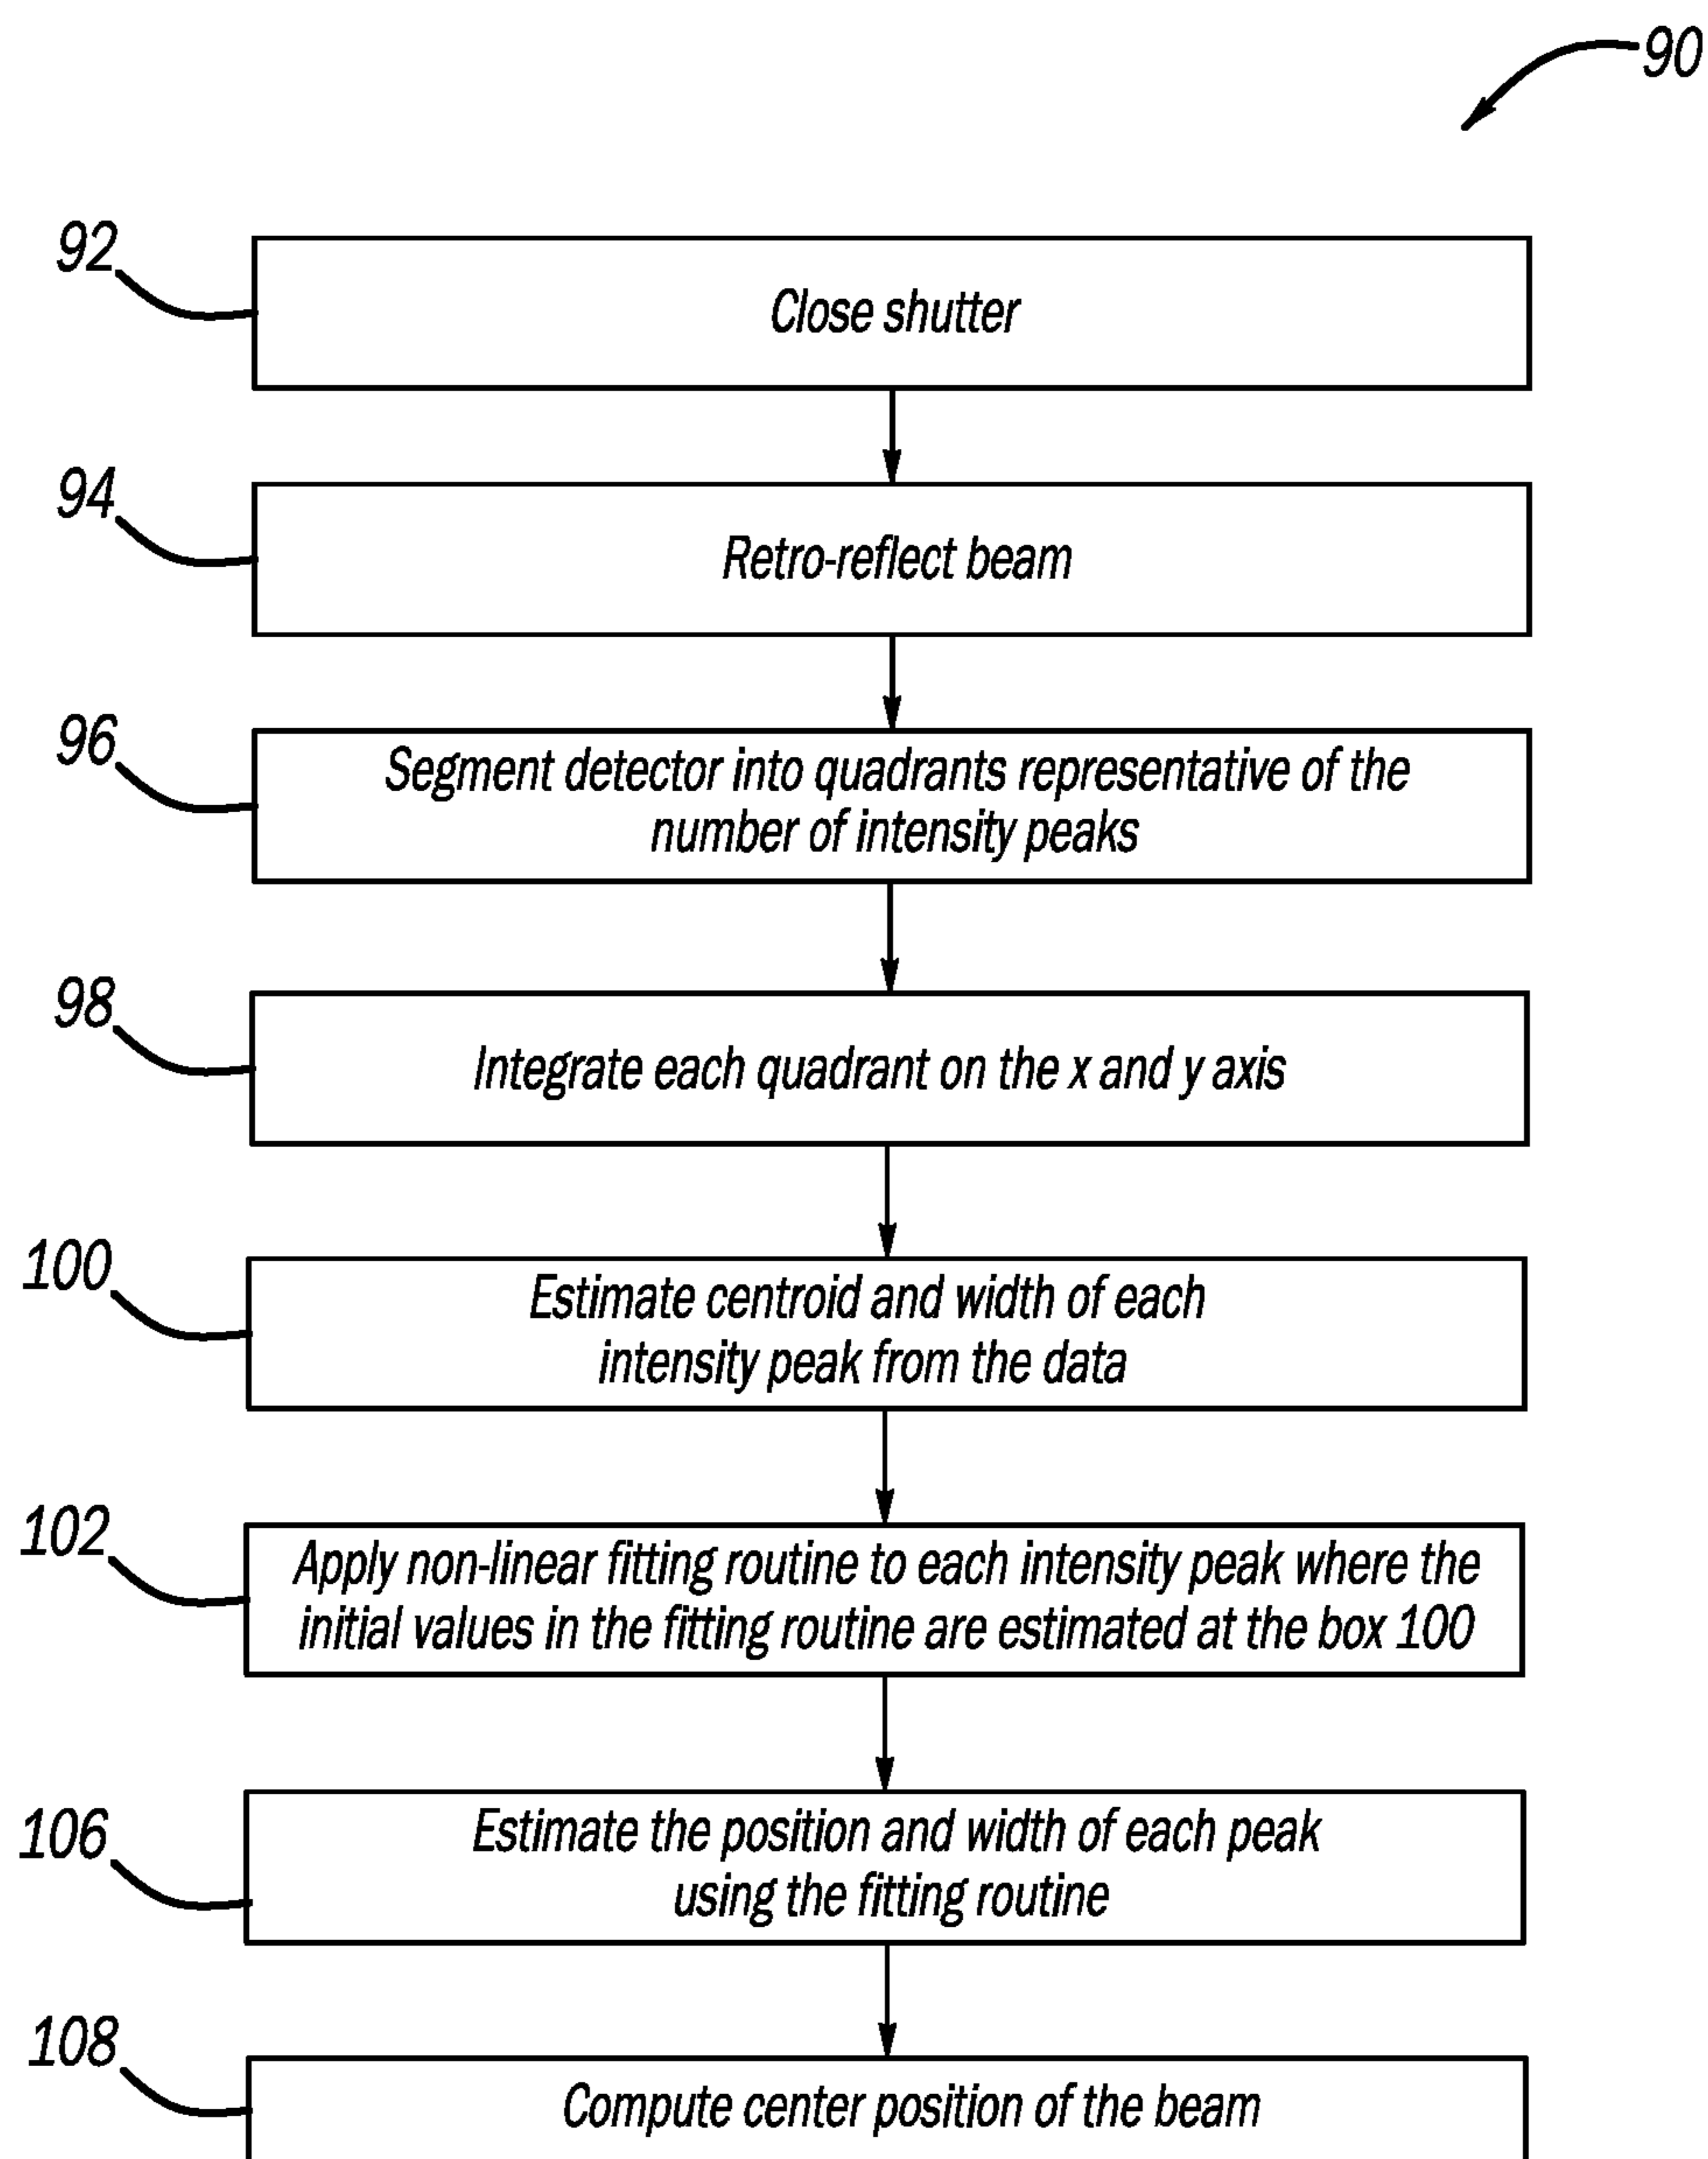 90
92
Close shutter
94
Retro-reflect beam
96
Segment detector into quadrants representative of the
number of intensity peaks
98
Integrate each quadrant on the x and y axis
100
Estimate centroid and width of each
intensity peak from the data
102
Apply non-linear fitting routine to each intensity peak where the
initial values in the fitting routine are estimated at the box 100
106
Estimate the position and width of each peak
using the fitting routine
108
Compute center position of the beam